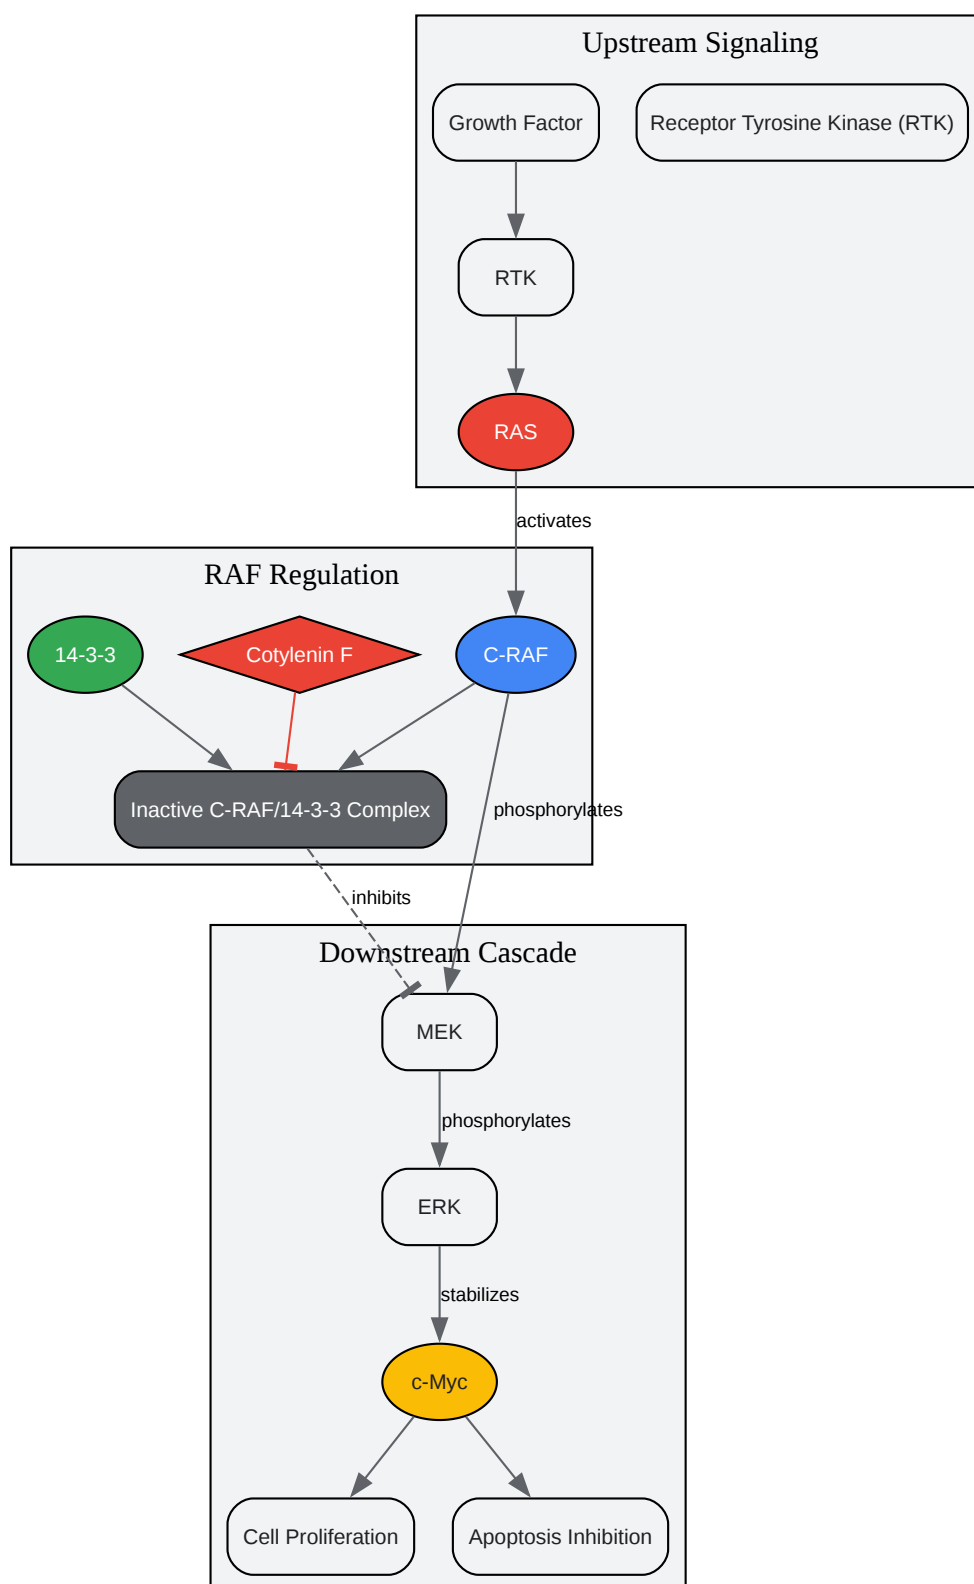 Upstream Signaling
Growth Factor
Receptor Tyrosine Kinase (RTK)
RTK
RAS
activates
RAF Regulation
14-3-3
Cotylenin F
C-RAF
Inactive C-RAF/14-3-3 Complex
phosphorylates
inhibits
Downstream Cascade
MEK
phosphorylates
ERK
stabilizes
c-Myc
Cell Proliferation
Apoptosis Inhibition